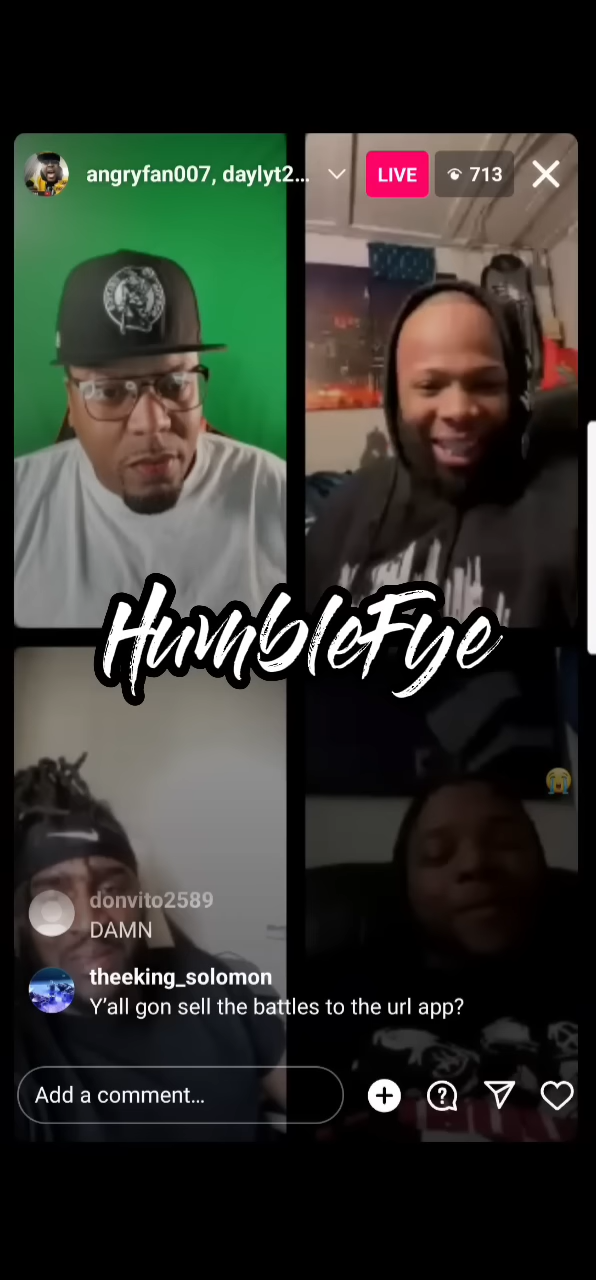 angryfan007, daylyt2...
LIVE
713
HumbleFye
donvito2589
DAMN
theeking_solomon
Y'all gon sell the battles to the url app?
Add a comment...